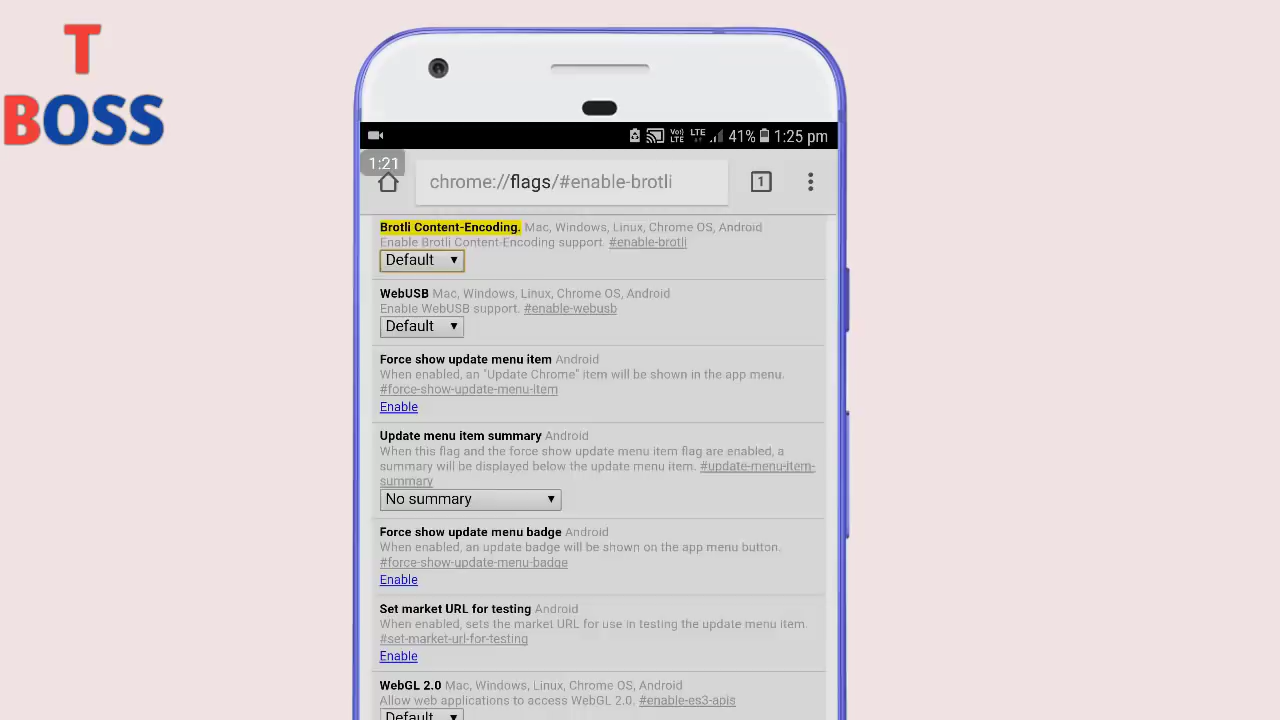 T
BOSS
VoI) LTE LTE 41% 1:25 pm
1:21
chrome://flags/#enable-brotli
1
Brotli Content-Encoding. Mac, Windows, Linux, Chrome OS, Android
Enable Brotli Content-Encoding support. #enable-brotli
Default
WebUSB Mac, Windows, Linux, Chrome OS, Android
Enable WebUSB support. #enable-webusb
Default
Force show update menu item Android
When enabled, an "Update Chrome" item will be shown in the app menu.
#force-show-update-menu-item
Enable
Update menu item summary Android
When this flag and the force show update menu item flag are enabled, a
summary will be displayed below the update menu item. #update-menu-item-
summary
No summary
Force show update menu badge Android
When enabled, an update badge will be shown on the app menu button.
#force-show-update-menu-badge
Enable
Set market URL for testing Android
When enabled, sets the market URL for use in testing the update menu item.
#set-market-url-for-testing
Enable
WebGL 2.0 Mac, Windows, Linux, Chrome OS, Android
Allow web applications to access WebGL 2.0. #enable-es3-apis
Default